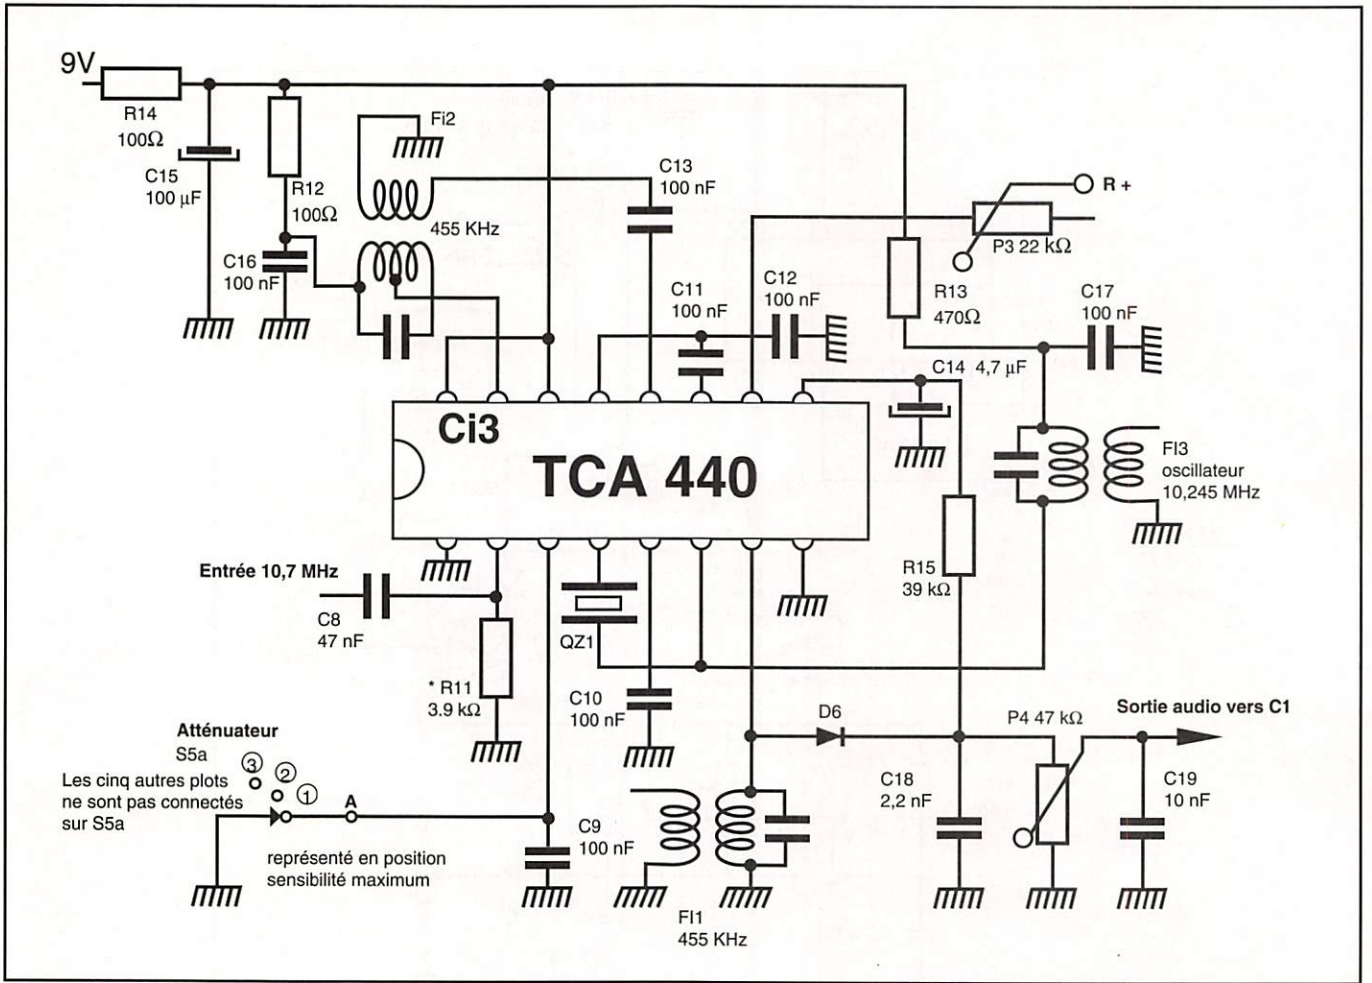 9V
R14
100Ω
C15
100 µF
R12
100Ω
C16
100 nF
Fi2
455 KHz
C13
100 nF
C11
100 nF
C12
100 nF
R +
P3 22 kΩ
R13
470Ω
C17
100 nF
C14 4,7 µF
Ci3
TCA 440
FI3
oscillateur
10,245 MHz
Entrée 10,7 MHz
C8
47 nF
QZ1
R15
39 kΩ
* R11
3.9 kΩ
C10
100 nF
D6
P4 47 kΩ
Sortie audio vers C1
Atténuateur
S5a
Les cinq autres plots
ne sont pas connectés
sur S5a
3
2
1
A
représenté en position
sensibilité maximum
C9
100 nF
FI1
455 KHz
C18
2,2 nF
C19
10 nF